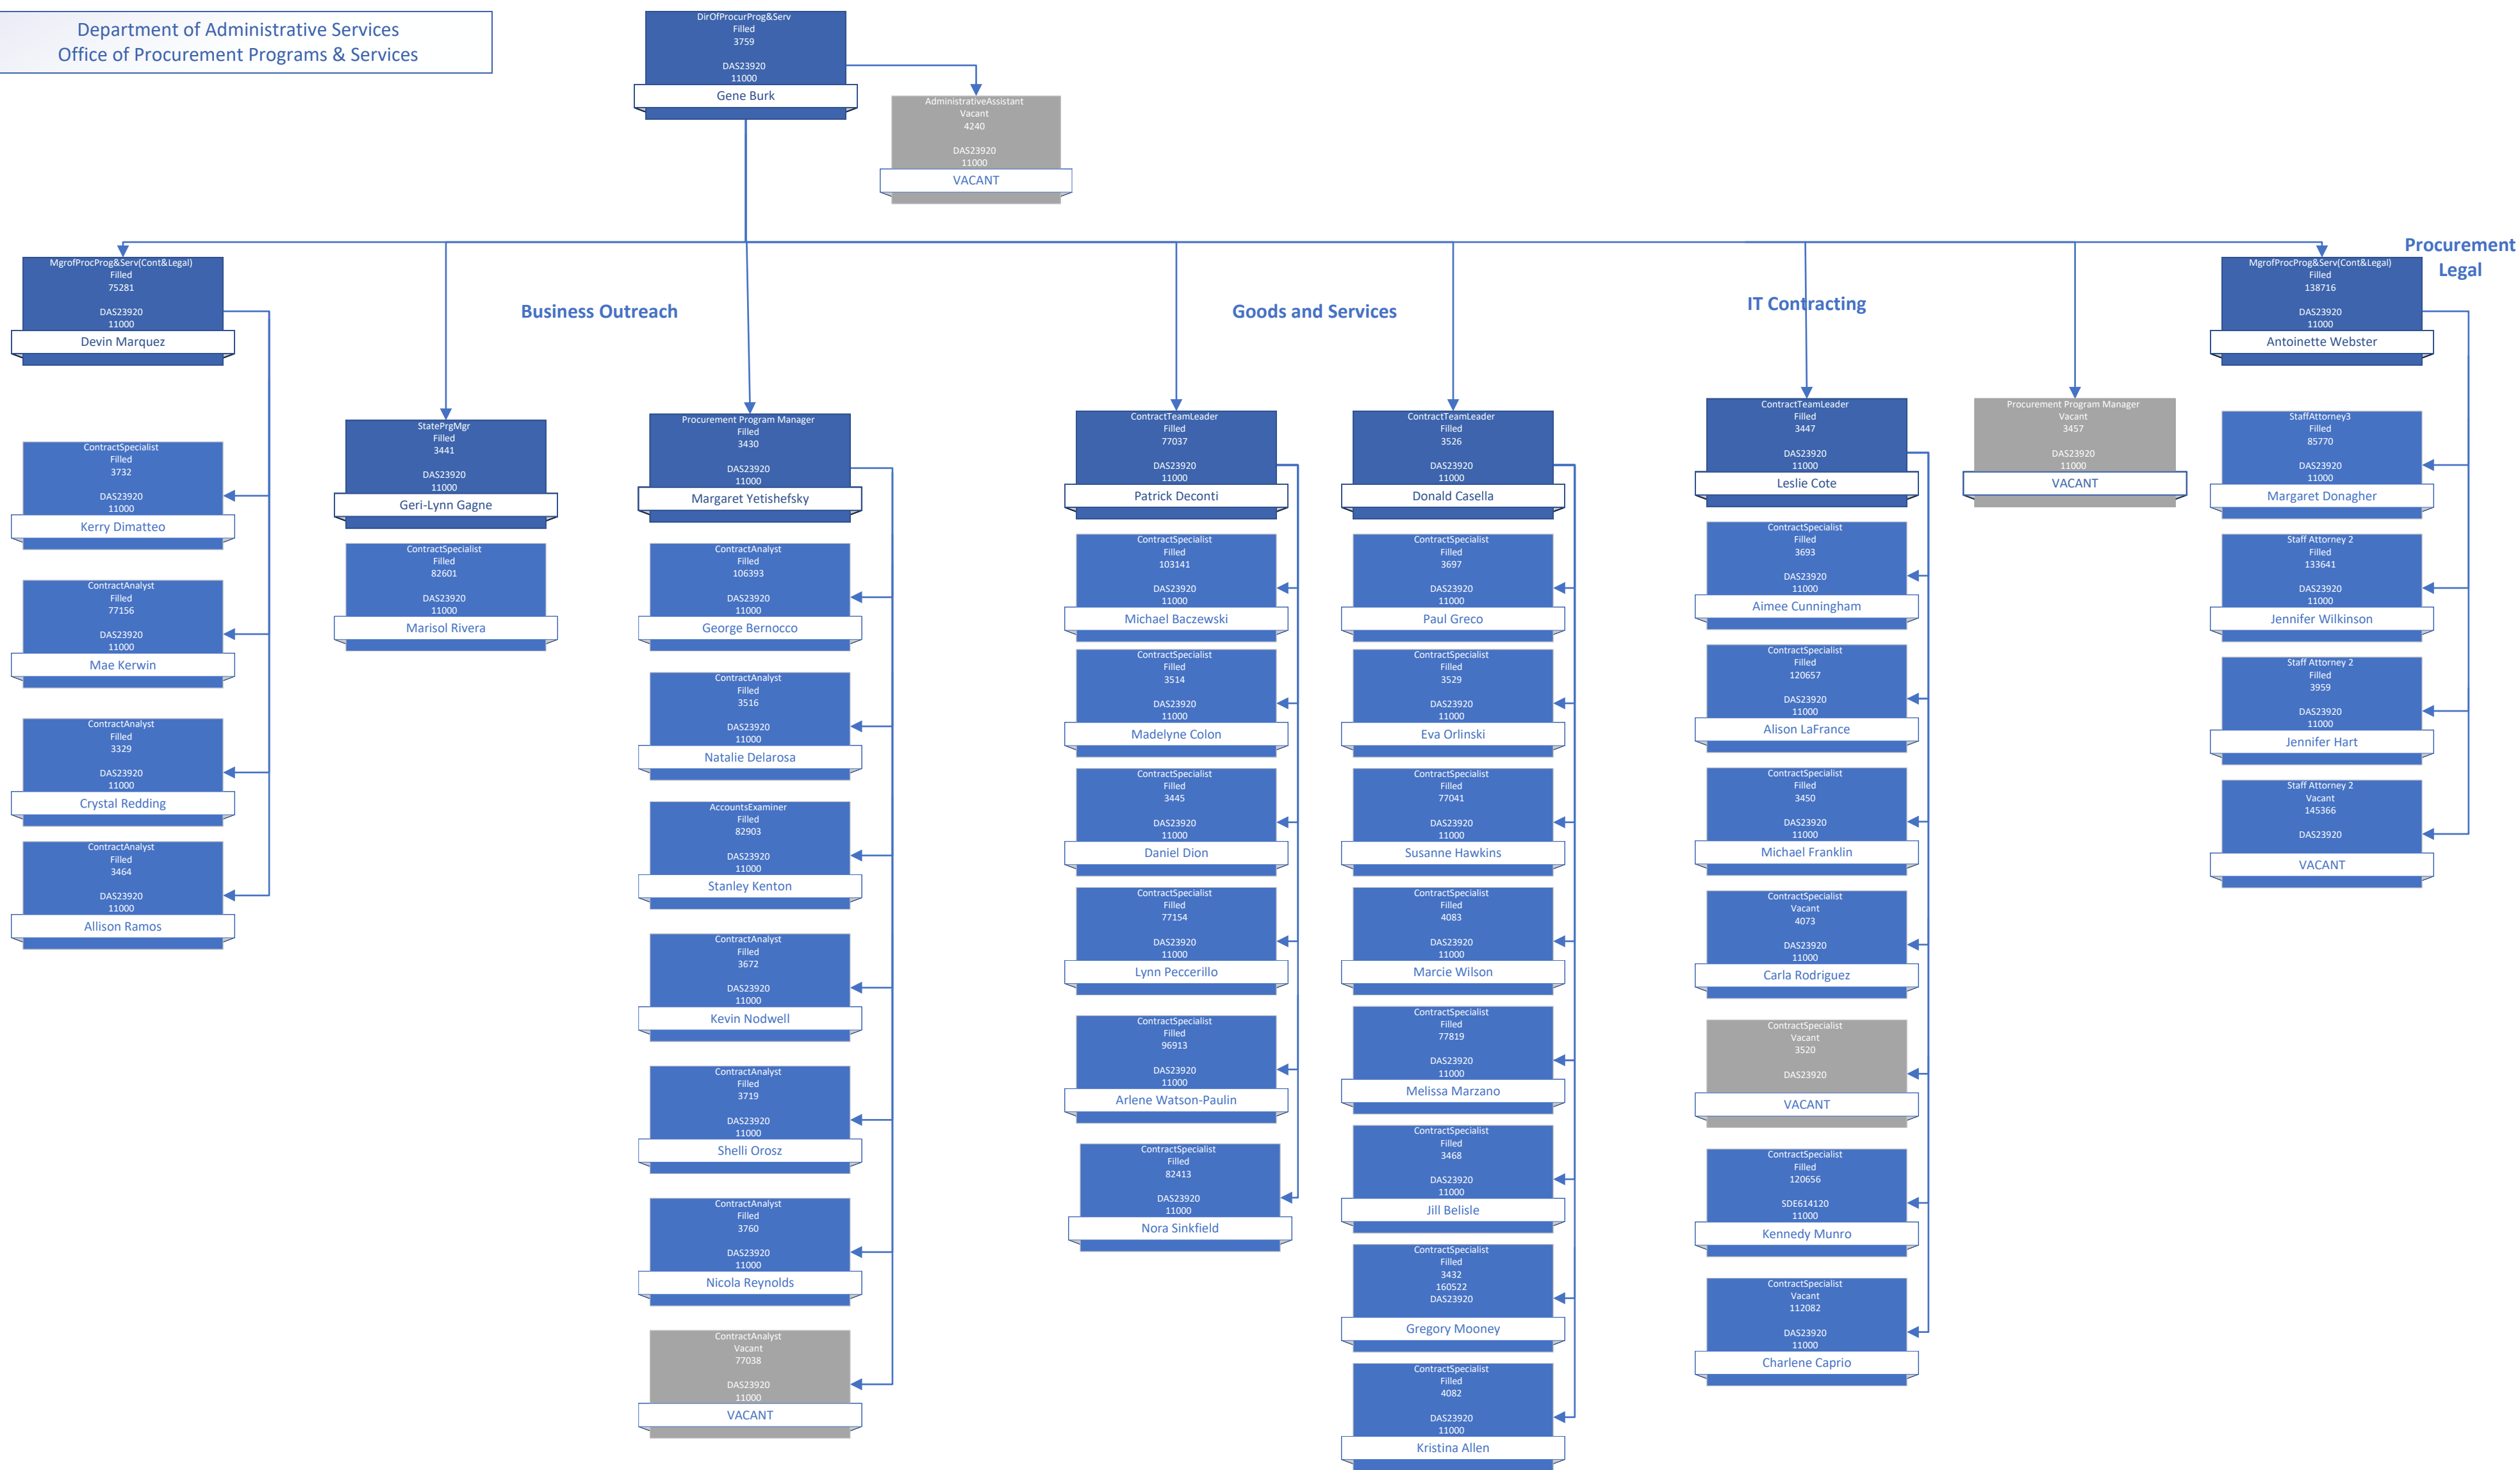 Department of Administrative Services
Office of Procurement Programs & Services
DirOfProcurProg&Serv
Filled
3759
DAS23920
11000
Gene Burk
AdministrativeAssistant
Vacant
4240
DAS23920
11000
VACANT
MgrofProcProg&Serv(Cont&Legal)
Filled
75281
DAS23920
11000
Devin Marquez
ContractSpecialist
Filled
3732
DAS23920
11000
Kerry Dimatteo
ContractAnalyst
Filled
77156
DAS23920
11000
Mae Kerwin
ContractAnalyst
Filled
3329
DAS23920
11000
Crystal Redding
ContractAnalyst
Filled
3464
DAS23920
11000
Allison Ramos
Business Outreach
StatePrgMgr
Filled
3441
DAS23920
11000
Geri-Lynn Gagne
ContractSpecialist
Filled
82601
DAS23920
11000
Marisol Rivera
Procurement Program Manager
Filled
3430
DAS23920
11000
Margaret Yetishefsky
ContractAnalyst
Filled
106393
DAS23920
11000
George Bernocco
ContractAnalyst
Filled
3516
DAS23920
11000
Natalie Delarosa
AccountsExaminer
Filled
82903
DAS23920
11000
Stanley Kenton
ContractAnalyst
Filled
3672
DAS23920
11000
Kevin Nodwell
ContractAnalyst
Filled
3719
DAS23920
11000
Shelli Orosz
ContractAnalyst
Filled
3760
DAS23920
11000
Nicola Reynolds
ContractAnalyst
Vacant
77038
DAS23920
11000
VACANT
Goods and Services
ContractTeamLeader
Filled
77037
DAS23920
11000
Patrick Deconti
ContractSpecialist
Filled
103141
DAS23920
11000
Michael Baczewski
ContractSpecialist
Filled
3514
DAS23920
11000
Madelyne Colon
ContractSpecialist
Filled
3445
DAS23920
11000
Daniel Dion
ContractSpecialist
Filled
77154
DAS23920
11000
Lynn Peccerillo
ContractSpecialist
Filled
96913
DAS23920
11000
Arlene Watson-Paulin
ContractSpecialist
Filled
82413
DAS23920
11000
Nora Sinkfield
ContractTeamLeader
Filled
3526
DAS23920
11000
Donald Casella
ContractSpecialist
Filled
3697
DAS23920
11000
Paul Greco
ContractSpecialist
Filled
3529
DAS23920
11000
Eva Orlinski
ContractSpecialist
Filled
77041
DAS23920
11000
Susanne Hawkins
ContractSpecialist
Filled
4083
DAS23920
11000
Marcie Wilson
ContractSpecialist
Filled
77819
DAS23920
11000
Melissa Marzano
ContractSpecialist
Filled
3468
DAS23920
11000
Jill Belisle
ContractSpecialist
Filled
3432
160522
DAS23920
Gregory Mooney
ContractSpecialist
Filled
4082
DAS23920
11000
Kristina Allen
IT Contracting
ContractTeamLeader
Filled
3447
DAS23920
11000
Leslie Cote
ContractSpecialist
Filled
3693
DAS23920
11000
Aimee Cunningham
ContractSpecialist
Filled
120657
DAS23920
11000
Alison LaFrance
ContractSpecialist
Filled
3450
DAS23920
11000
Michael Franklin
ContractSpecialist
Vacant
4073
DAS23920
11000
Carla Rodriguez
ContractSpecialist
Vacant
3520
DAS23920
VACANT
ContractSpecialist
Filled
120656
SDE614120
11000
Kennedy Munro
ContractSpecialist
Vacant
112082
DAS23920
11000
Charlene Caprio
Procurement Program Manager
Vacant
3457
DAS23920
11000
VACANT
Procurement
Legal
MgrofProcProg&Serv(Cont&Legal)
Filled
138716
DAS23920
11000
Antoinette Webster
StaffAttorney3
Filled
85770
DAS23920
11000
Margaret Donagher
Staff Attorney 2
Filled
133641
DAS23920
11000
Jennifer Wilkinson
Staff Attorney 2
Filled
3959
DAS23920
11000
Jennifer Hart
Staff Attorney 2
Vacant
145366
DAS23920
VACANT